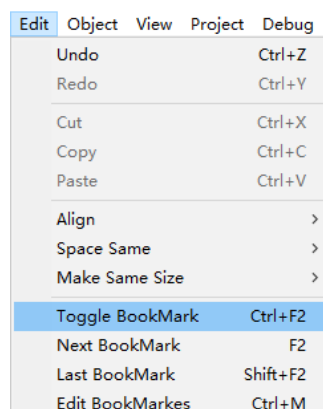 Edit Object View Project Debug
Undo Ctrl+Z
Redo Ctrl+Y
Cut Ctrl+X
Copy Ctrl+C
Paste Ctrl+V
Align >
Space Same >
Make Same Size >
Toggle BookMark Ctrl+F2
Next BookMark F2
Last BookMark Shift+F2
Edit BookMarkes Ctrl+M